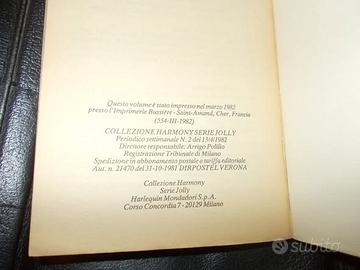 Questo volume è stato impresso nel marzo 1982
presso l'Imprimerie Bussière - Saint-Amand, Cher, Francia
(554-III-1982)
COLLEZIONE HARMONY SERIE JOLLY
Periodico settimanale N. 2 del 13/4/1982
Direttore responsabile: Arrigo Polillo
Registrazione Tribunale di Milano
Spedizione in abbonamento postale a tariffa editoriale
Aut. n. 21470 del 31-10-1981 DIRPOSTEL VERONA
Collezione Harmony
Serie Jolly
Harlequin Mondadori S.p.A.
Corso Concordia 7 - 20129 Milano
subito